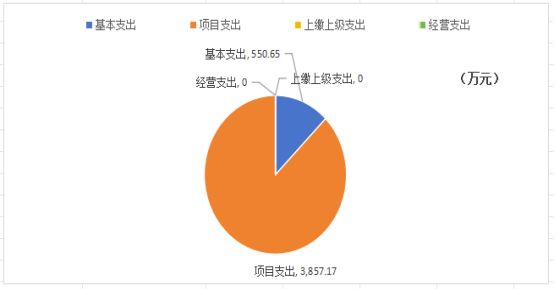 基本支出 项目支出 上缴上级支出 经营支出
基本支出, 550.65
经营支出, 0
上缴上级支出, 0
（万元）
项目支出, 3,857.17